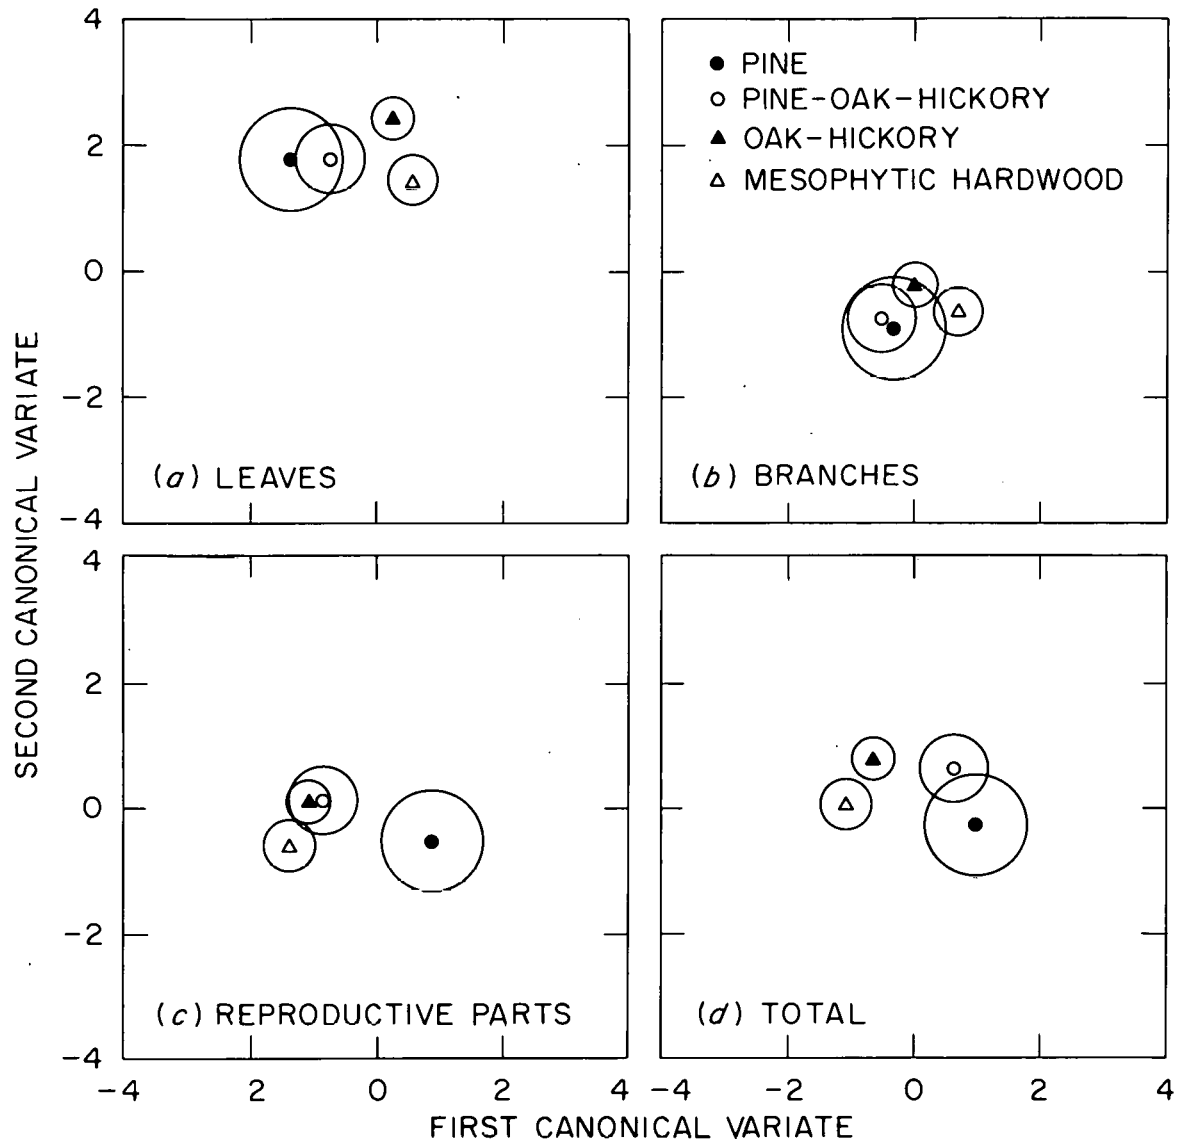 SECOND CANONICAL VARIATE
4
2
0
−2
−4
(a) LEAVES
PINE
PINE-OAK-HICKORY
OAK-HICKORY
MESOPHYTIC HARDWOOD
(b) BRANCHES
4
2
0
−2
−4
(c) REPRODUCTIVE PARTS
(d) TOTAL
−4 2 0 2 4 −2 0 2 4
FIRST CANONICAL VARIATE